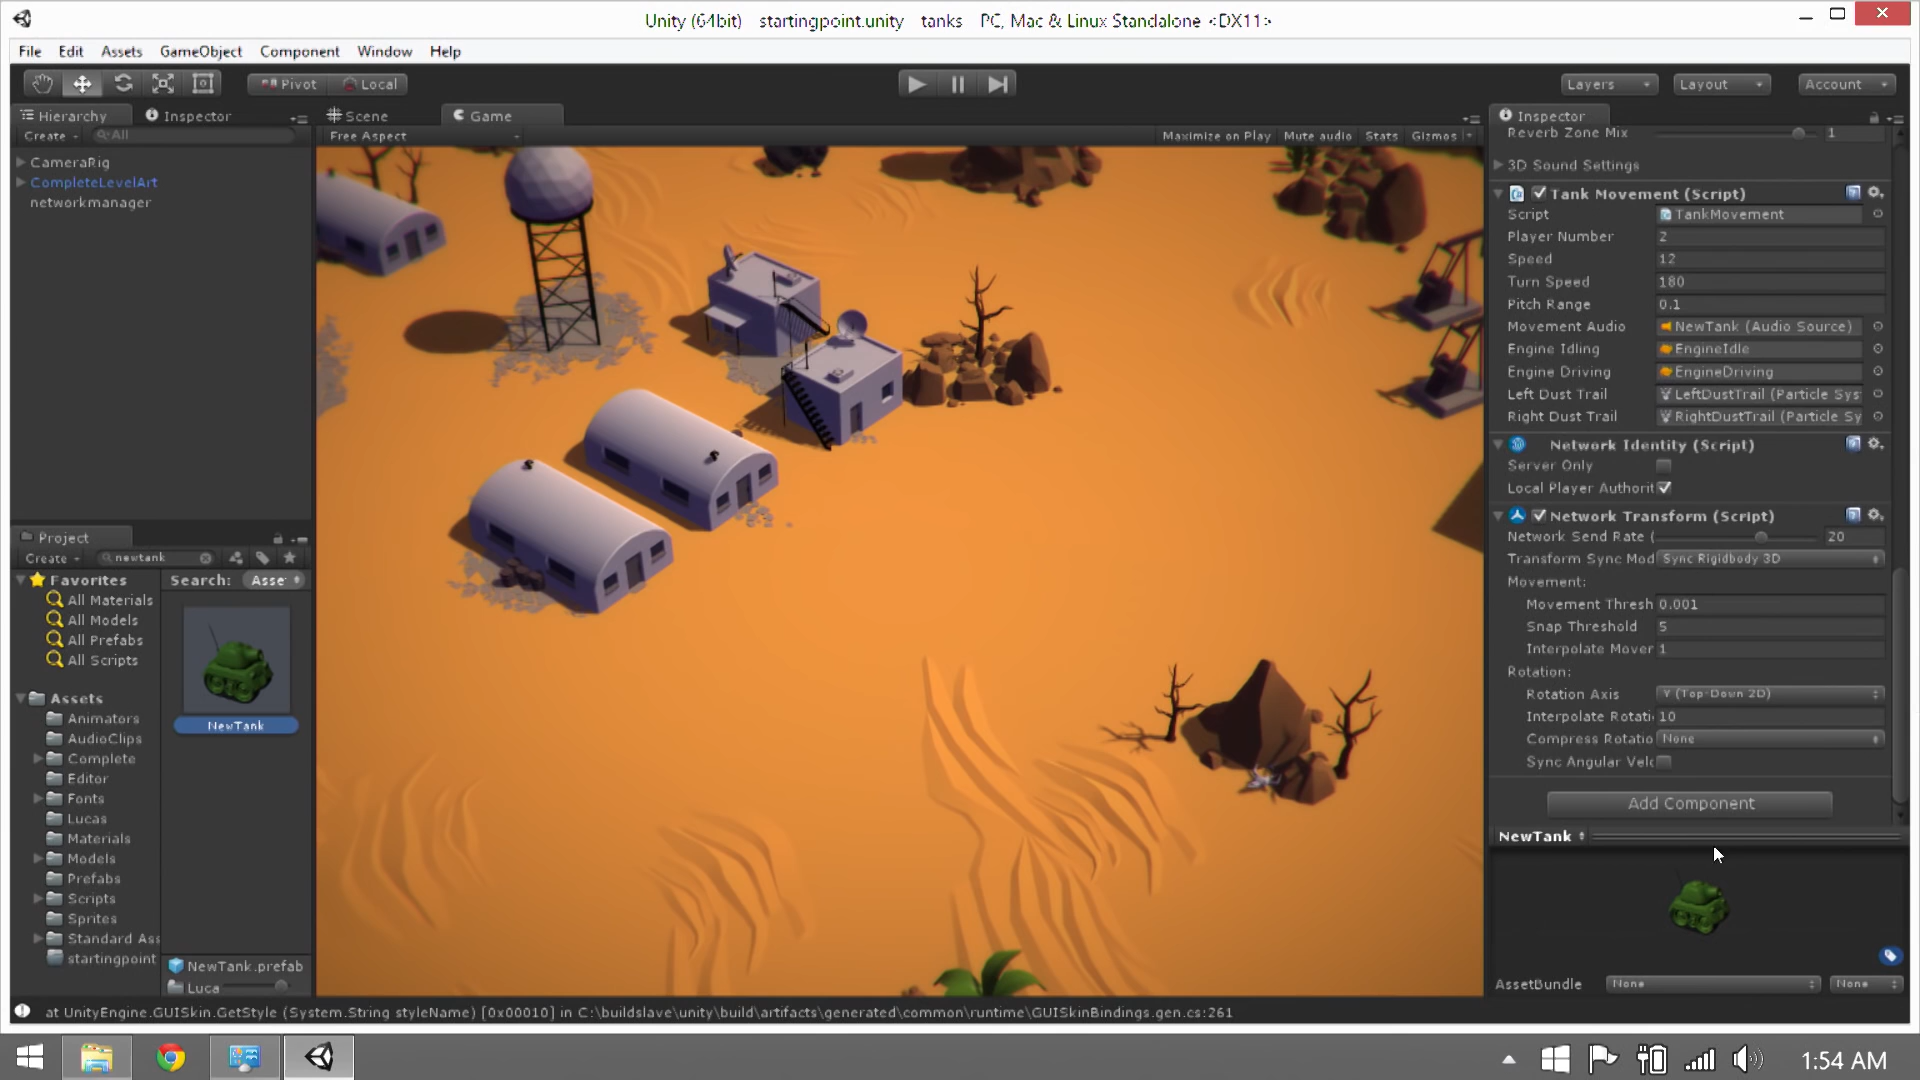 Unity (64bit)   startingpoint.unity   tanks   PC, Mac & Linux Standalone <DX11>
File Edit Assets GameObject Component Window Help
Pivot Local Layers Layout Account
Hierarchy Inspector
Create All
CameraRig
CompleteLevelArt
networkmanager
Scene Game
Free Aspect Maximize on Play Mute audio Stats Gizmos
Project
Create newtank
Favorites
All Materials
All Models
All Prefabs
All Scripts
Assets
Animators
AudioClips
Complete
Editor
Fonts
Lucas
Materials
Models
Prefabs
Scripts
Sprites
Standard Ass
startingpoint
Search: Asse
NewTank
NewTank.prefab
Luca
Inspector
Reverb Zone Mix 1
3D Sound Settings
Tank Movement (Script)
Script TankMovement
Player Number 2
Speed 12
Turn Speed 180
Pitch Range 0.1
Movement Audio NewTank (Audio Source)
Engine Idling EngineIdle
Engine Driving EngineDriving
Left Dust Trail LeftDustTrail (Particle Sys
Right Dust Trail RightDustTrail (Particle Sy
Network Identity (Script)
Server Only
Local Player Authorit
Network Transform (Script)
Network Send Rate ( 20
Transform Sync Mod Sync Rigidbody 3D
Movement:
Movement Thresh 0.001
Snap Threshold 5
Interpolate Mover 1
Rotation:
Rotation Axis Y (Top-Down 2D)
Interpolate Rotati 10
Compress Rotatio None
Sync Angular Velc
Add Component
NewTank
AssetBundle None None
at UnityEngine.GUISkin.GetStyle (System.String styleName) [0x00010] in C:\buildslave\unity\build\artifacts\generated\common\runtime\GUISkinBindings.gen.cs:261
1:54 AM